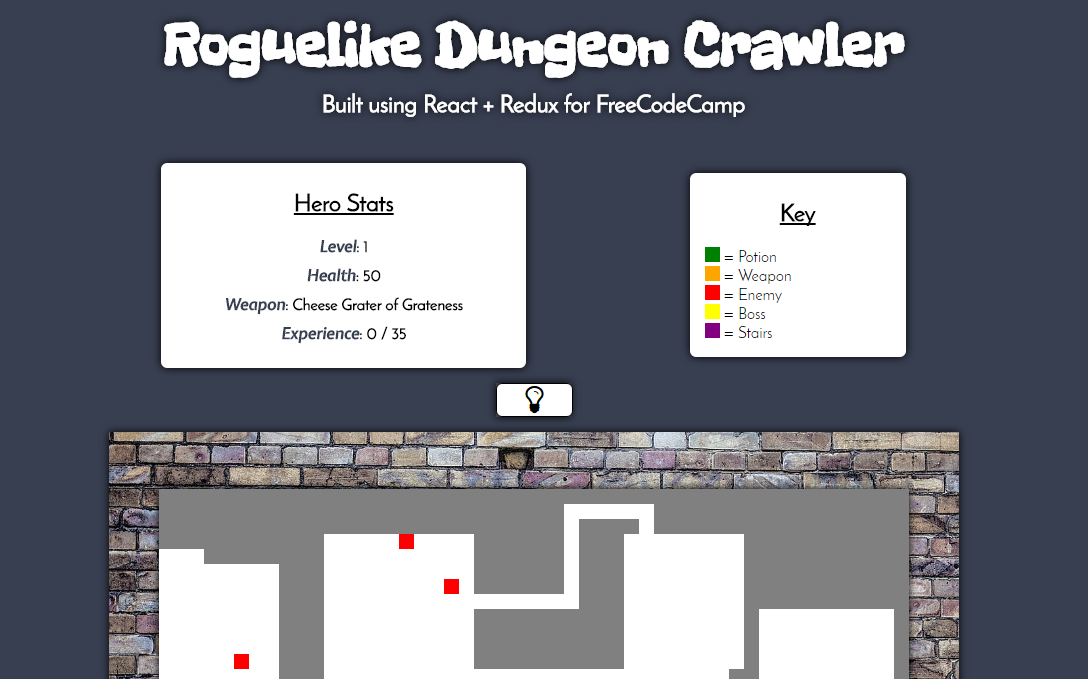 Roguelike Dungeon Crawler
Built using React + Redux for FreeCodeCamp
Hero Stats
Level: 1
Health: 50
Weapon: Cheese Grater of Grateness
Experience: 0 / 35
Key
= Potion
= Weapon
= Enemy
= Boss
= Stairs